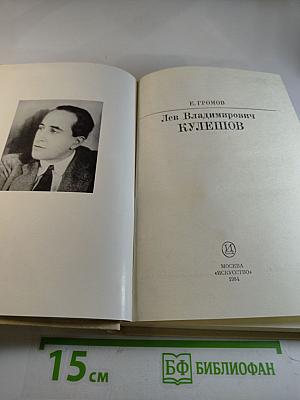 Е. ГРОМОВ
Лев Владимирович
КУЛЕШОВ
МОСКВА
«ИСКУССТВО»
1984
15 см
БФ БИБЛИОФАН